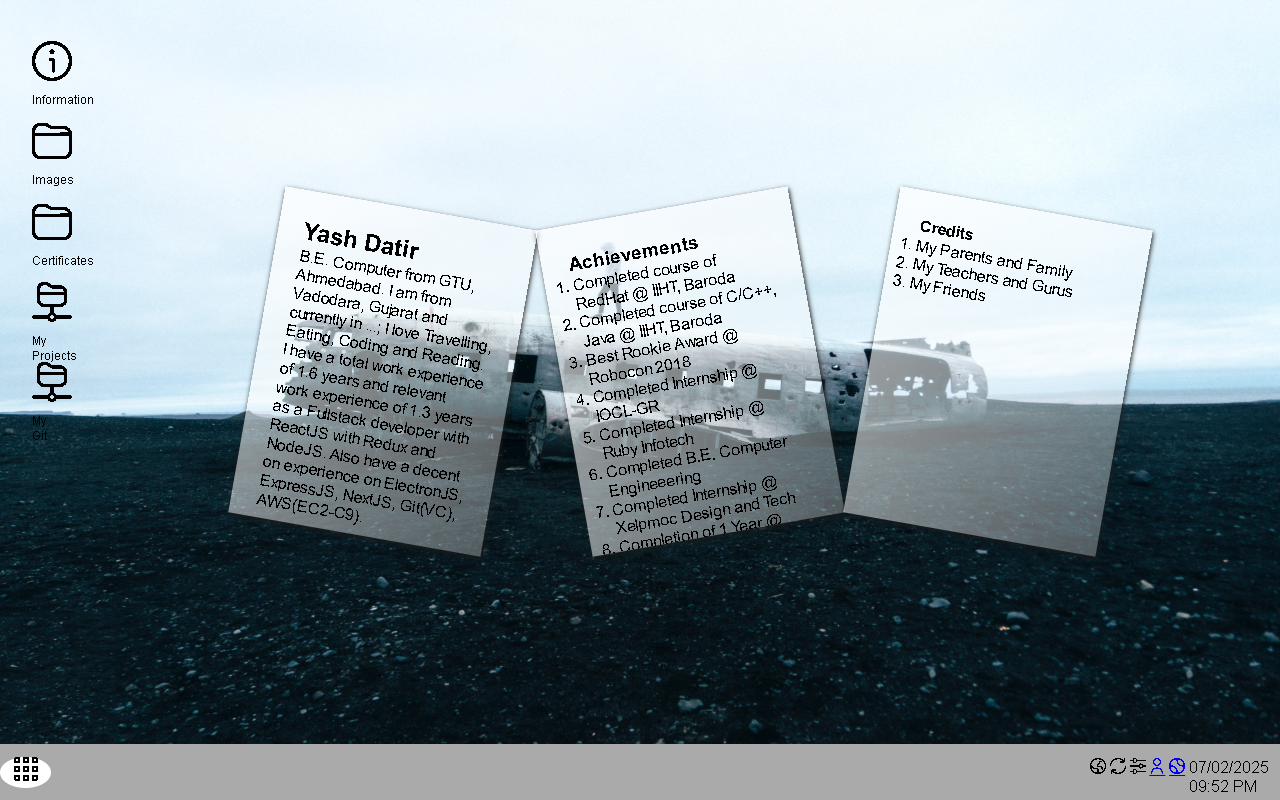 Information
Images
Certificates
My
Projects
My
Git
Yash Datir
B.E. Computer from GTU,
Ahmedabad. I am from
Vadodara, Gujarat and
currently in ...; I love Travelling,
Eating, Coding and Reading.
I have a total work experience
of 1.6 years and relevant
work experience of 1.3 years
as a Fullstack developer with
ReactJS with Redux and
NodeJS. Also have a decent
on experience on ElectronJS,
ExpressJS, NextJS, Git(VC),
AWS(EC2-C9).
Achievements
1. Completed course of
RedHat @ IIHT, Baroda
2. Completed course of C/C++,
Java @ IIHT, Baroda
3. Best Rookie Award @
Robocon 2018
4. Completed Internship @
IOCL-GR
5. Completed Internship @
Ruby Infotech
6. Completed B.E. Computer
Engineeering
7. Completed Internship @
Xelpmoc Design and Tech
8. Completion of 1 Year @
Credits
1. My Parents and Family
2. My Teachers and Gurus
3. My Friends
07/02/2025
09:52 PM